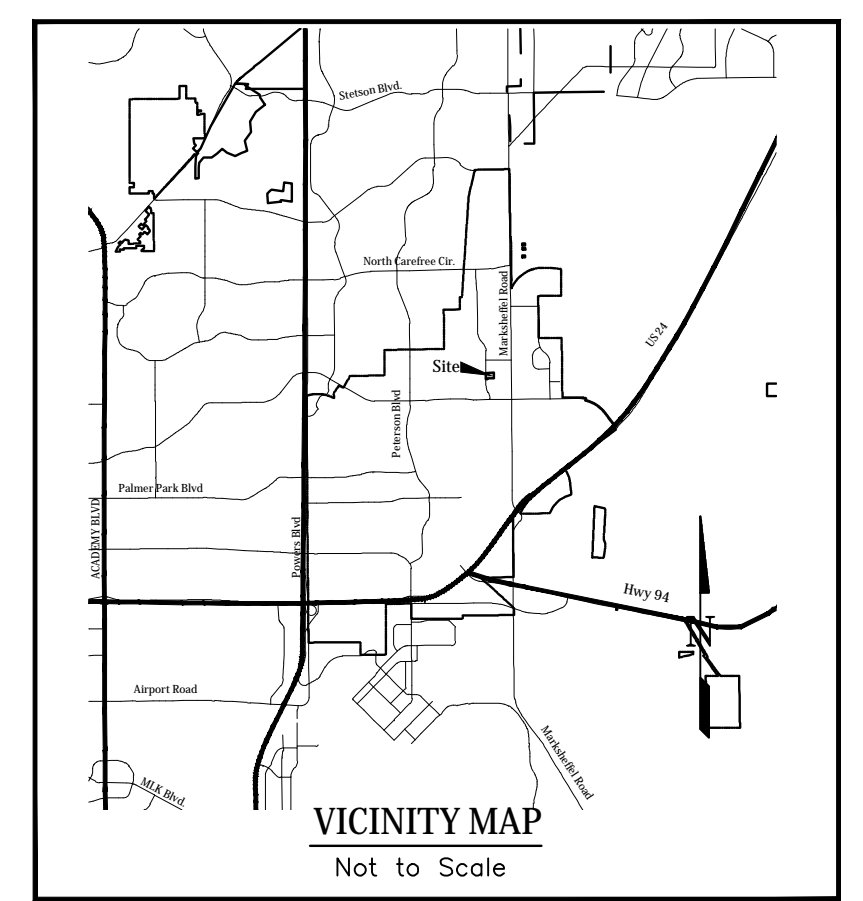 Stetson Blvd.
North Carefree Cir.
Marksheffel Road
US 24
Site
Peterson Blvd
Palmer Park Blvd
ACADEMY BLVD
Powers Blvd
Hwy 94
N
Airport Road
Marksheffel Road
MLK Blvd.
VICINITY MAP
Not to Scale